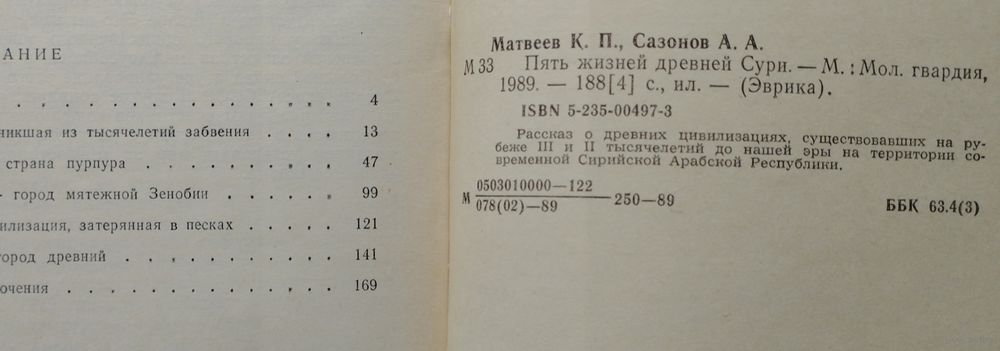 АНИЕ
4
никшая из тысячелетий забвения . . . . 13
страна пурпура . . . . . . . . . . 47
город мятежной Зенобии . . . . . . 99
илизация, затерянная в песках . . . . . 121
город древний . . . . . . . . . . . 141
очения . . . . . . . . . . . . . . 169
Матвеев К. П., Сазонов А. А.
М33 Пять жизней древней Сури. — М. : Мол. гвардия,
1989. — 188[4] с., ил. — (Эврика).
ISBN 5-235-00497-3
Рассказ о древних цивилизациях, существовавших на ру-
беже III и II тысячелетий до нашей эры на территории со-
временной Сирийской Арабской Республики.
М 0503010000—122
078(02)—89 —250—89
ББК 63.4(3)